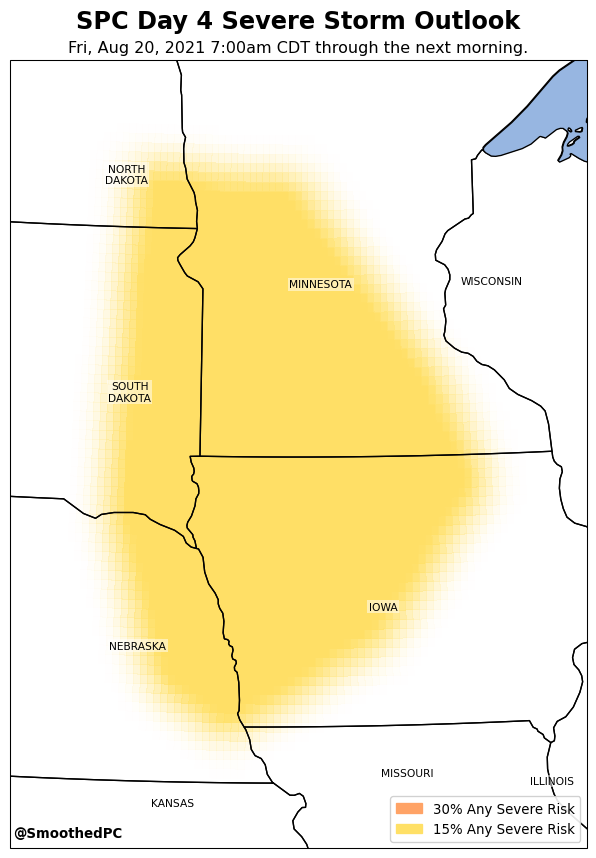 SPC Day 4 Severe Storm Outlook
Fri, Aug 20, 2021 7:00am CDT through the next morning.
NORTH
DAKOTA
MINNESOTA
WISCONSIN
SOUTH
DAKOTA
IOWA
NEBRASKA
MISSOURI
ILLINOIS
KANSAS
30% Any Severe Risk
15% Any Severe Risk
@SmoothedPC